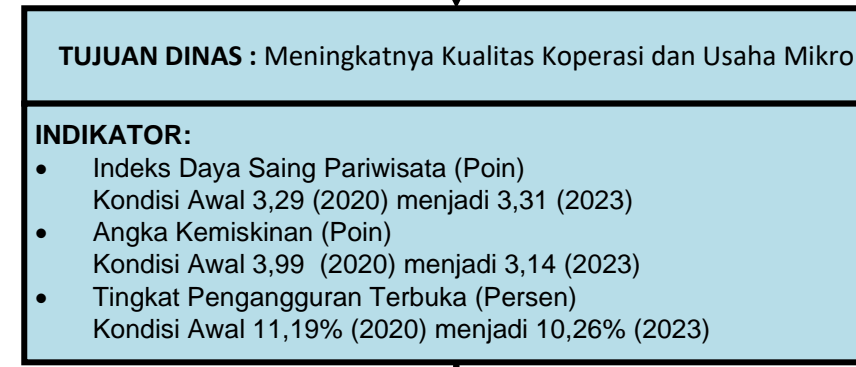 TUJUAN DINAS : Meningkatnya Kualitas Koperasi dan Usaha Mikro
INDIKATOR:
• Indeks Daya Saing Pariwisata (Poin)
Kondisi Awal 3,29 (2020) menjadi 3,31 (2023)
• Angka Kemiskinan (Poin)
Kondisi Awal 3,99 (2020) menjadi 3,14 (2023)
• Tingkat Pengangguran Terbuka (Persen)
Kondisi Awal 11,19% (2020) menjadi 10,26% (2023)